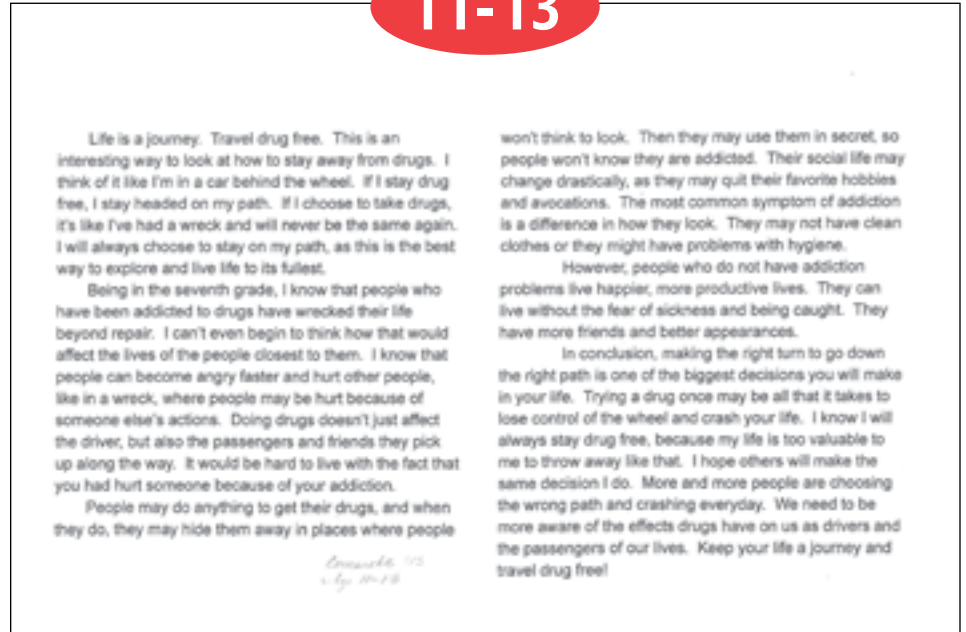 11-13
Life is a journey. Travel drug free. This is an
interesting way to look at how to stay away from drugs. I
think of it like I'm in a car behind the wheel. If I stay drug
free, I stay headed on my path. If I choose to take drugs,
it's like I've had a wreck and will never be the same again.
I will always choose to stay on my path, as this is the best
way to explore and live life to its fullest.
Being in the seventh grade, I know that people who
have been addicted to drugs have wrecked their life
beyond repair. I can't even begin to think how that would
affect the lives of the people closest to them. I know that
people can become angry faster and hurt other people,
like in a wreck, where people may be hurt because of
someone else's actions. Doing drugs doesn't just affect
the driver, but also the passengers and friends they pick
up along the way. It would be hard to live with the fact that
you had hurt someone because of your addiction.
People may do anything to get their drugs, and when
they do, they may hide them away in places where people
won't think to look. Then they may use them in secret, so
people won't know they are addicted. Their social life may
change drastically, as they may quit their favorite hobbies
and avocations. The most common symptom of addiction
is a difference in how they look. They may not have clean
clothes or they might have problems with hygiene.
However, people who do not have addiction
problems live happier, more productive lives. They can
live without the fear of sickness and being caught. They
have more friends and better appearances.
In conclusion, making the right turn to go down
the right path is one of the biggest decisions you will make
in your life. Trying a drug once may be all that it takes to
lose control of the wheel and crash your life. I know I will
always stay drug free, because my life is too valuable to
me to throw away like that. I hope others will make the
same decision I do. More and more people are choosing
the wrong path and crashing everyday. We need to be
more aware of the effects drugs have on us as drivers and
the passengers of our lives. Keep your life a journey and
travel drug free!